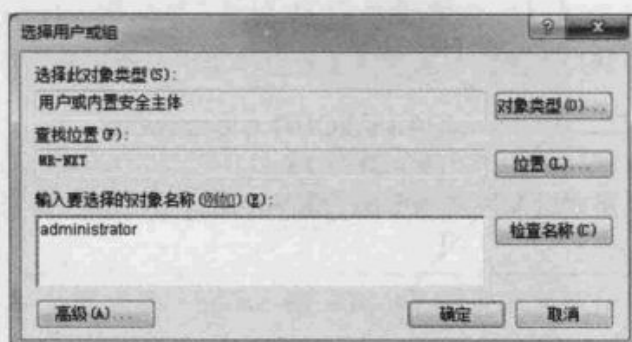 选择用户或组
选择此对象类型(S):
用户或内置安全主体
对象类型(O)...
查找位置(F):
MR-NXT
位置(L)...
输入要选择的对象名称(例如)(E):
administrator
检查名称(C)
高级(A)...
确定
取消